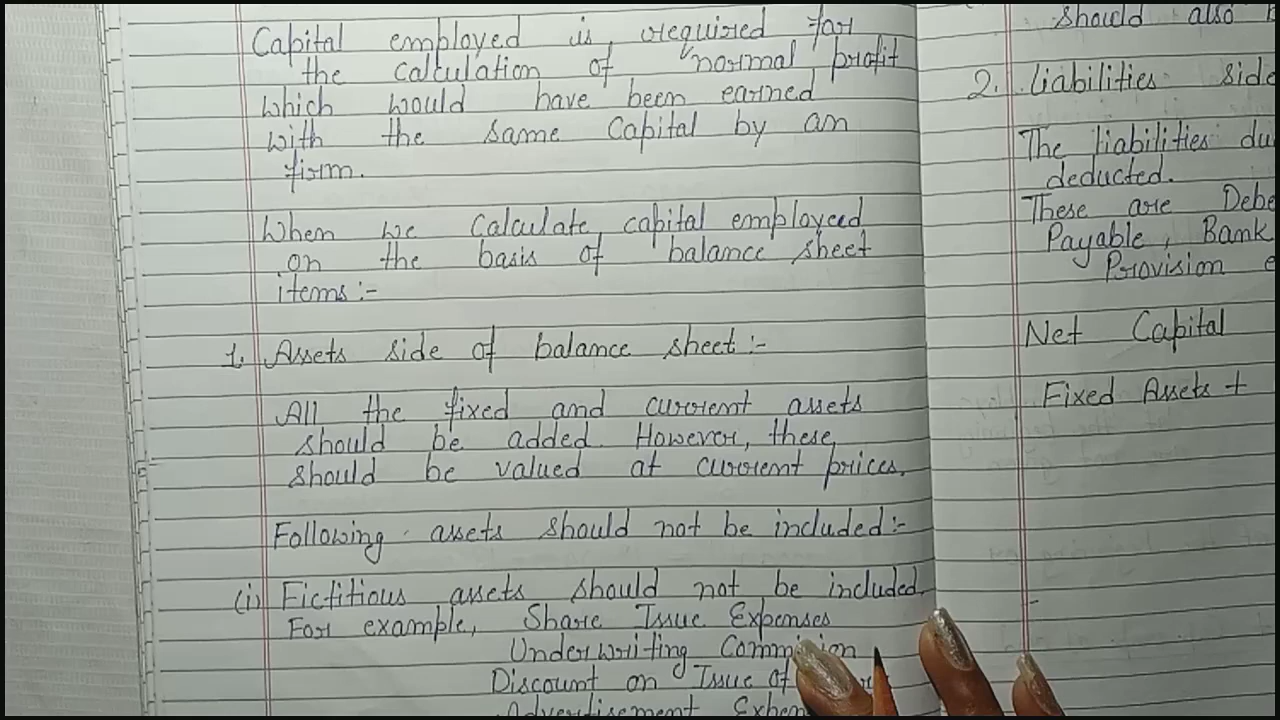 Capital employed is required for
the calculation of normal profit
which would have been earned
with the same Capital by an
firm.
When we Calculate capital employed
on the basis of balance sheet
items:-
1. Assets side of balance sheet:-
All the fixed and current assets
should be added. However, these
should be valued at current prices.
Following assets should not be included:-
(i) Fictitious assets should not be included.
For example, Share Issue Expenses
Underwriting
Discount on Issue of
Advertisement
should also
2. liabilities side
The liabilities
deducted.
These are
Payable, Bank
Provision
Net Capital
Fixed Assets +